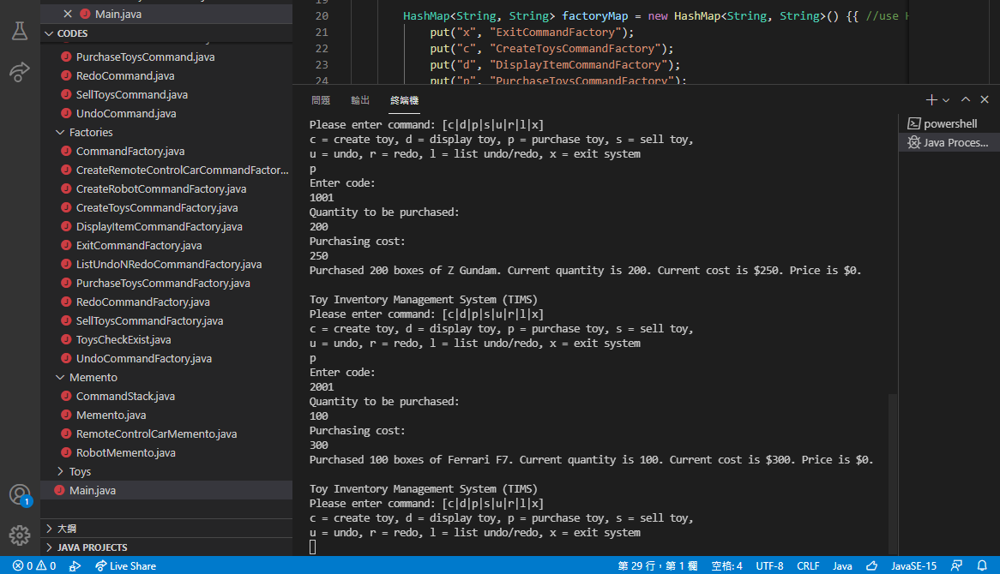 Main.java
CODES
PurchaseToysCommand.java
RedoCommand.java
SellToysCommand.java
UndoCommand.java
Factories
CommandFactory.java
CreateRemoteControlCarCommandFactor...
CreateRobotCommandFactory.java
CreateToysCommandFactory.java
DisplayItemCommandFactory.java
ExitCommandFactory.java
ListUndoNRedoCommandFactory.java
PurchaseToysCommandFactory.java
RedoCommandFactory.java
SellToysCommandFactory.java
ToysCheckExist.java
UndoCommandFactory.java
Memento
CommandStack.java
Memento.java
RemoteControlCarMemento.java
RobotMemento.java
Toys
Main.java
大綱
JAVA PROJECTS
19
20 HashMap<String, String> factoryMap = new HashMap<String, String>() {{ //use H
21 put("x", "ExitCommandFactory");
22 put("c", "CreateToysCommandFactory");
23 put("d", "DisplayItemCommandFactory");
24 put("p", "PurchaseToysCommandFactory");
問題 輸出 終端機
Please enter command: [c|d|p|s|u|r|l|x]
c = create toy, d = display toy, p = purchase toy, s = sell toy,
u = undo, r = redo, l = list undo/redo, x = exit system
p
Enter code:
1001
Quantity to be purchased:
200
Purchasing cost:
250
Purchased 200 boxes of Z Gundam. Current quantity is 200. Current cost is $250. Price is $0.
Toy Inventory Management System (TIMS)
Please enter command: [c|d|p|s|u|r|l|x]
c = create toy, d = display toy, p = purchase toy, s = sell toy,
u = undo, r = redo, l = list undo/redo, x = exit system
p
Enter code:
2001
Quantity to be purchased:
100
Purchasing cost:
300
Purchased 100 boxes of Ferrari F7. Current quantity is 100. Current cost is $300. Price is $0.
Toy Inventory Management System (TIMS)
Please enter command: [c|d|p|s|u|r|l|x]
c = create toy, d = display toy, p = purchase toy, s = sell toy,
u = undo, r = redo, l = list undo/redo, x = exit system
powershell
Java Proces...
1
0 0 Live Share 第 29 行，第 1 欄 空格: 4 UTF-8 CRLF Java JavaSE-15